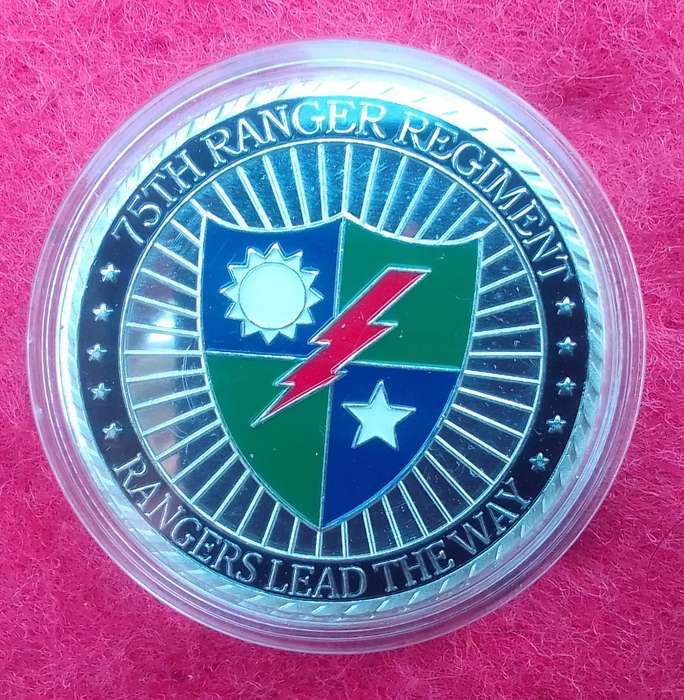 75TH RANGER REGIMENT
RANGERS LEAD THE WAY